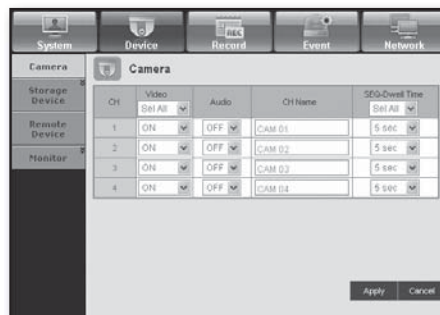 System Device Record Event Network
Camera
Storage Device
Remote Device
Monitor
Camera
CH Video Audio CH Name SEQ-Dwell Time
Sel All Sel All
1 ON OFF CAM 01 5 sec
2 ON OFF CAM 02 5 sec
3 ON OFF CAM 03 5 sec
4 ON OFF CAM 04 5 sec
Apply Cancel